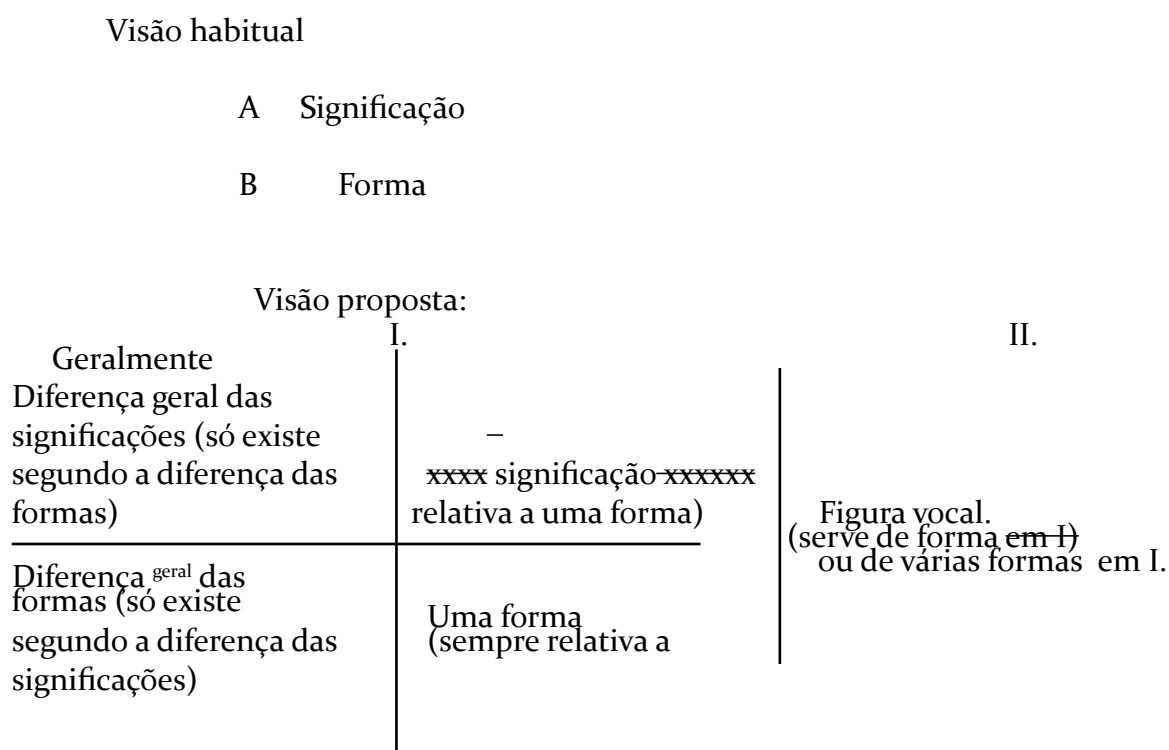 Visão habitual
A Significação
B Forma
Visão proposta:
I. II.
Geralmente
Diferença geral das
significações (só existe
segundo a diferença das
formas)
–
xxxx significação xxxxxx
relativa a uma forma)
Figura vocal.
(serve de forma em I)
ou de várias formas em I.
Diferença geral das
formas (só existe
segundo a diferença das
significações)
Uma forma
(sempre relativa a